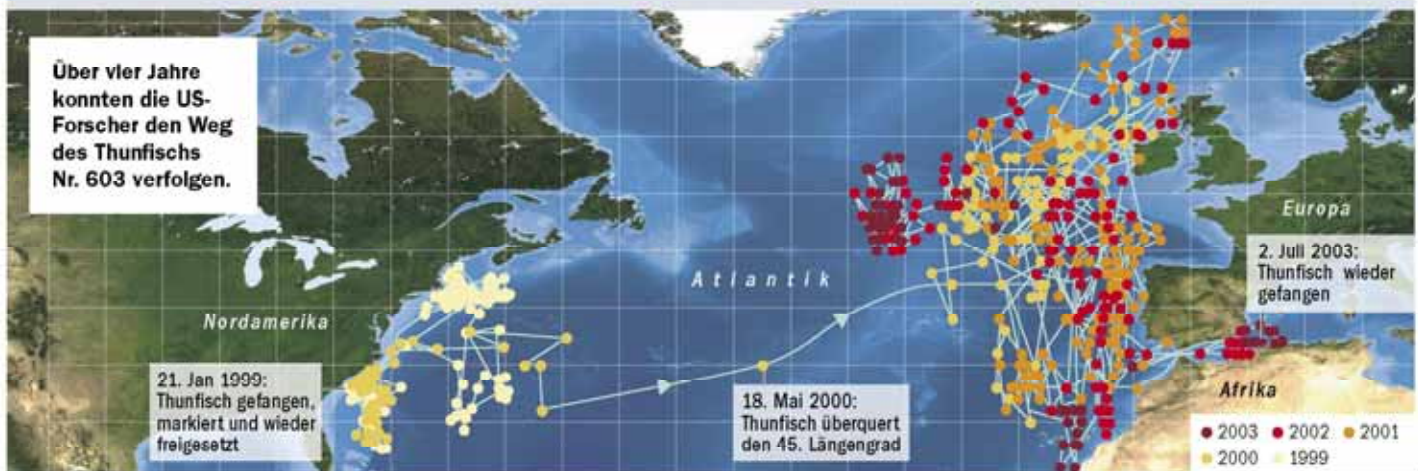 Über vier Jahre
konnten die US-
Forscher den Weg
des Thunfischs
Nr. 603 verfolgen.
Europa
2. Juli 2003:
Thunfisch wieder
gefangen
Atlantik
Nordamerika
21. Jan 1999:
Thunfisch gefangen,
markiert und wieder
freigesetzt
18. Mai 2000:
Thunfisch überquert
den 45. Längengrad
Afrika
2003 2002 2001
2000 1999